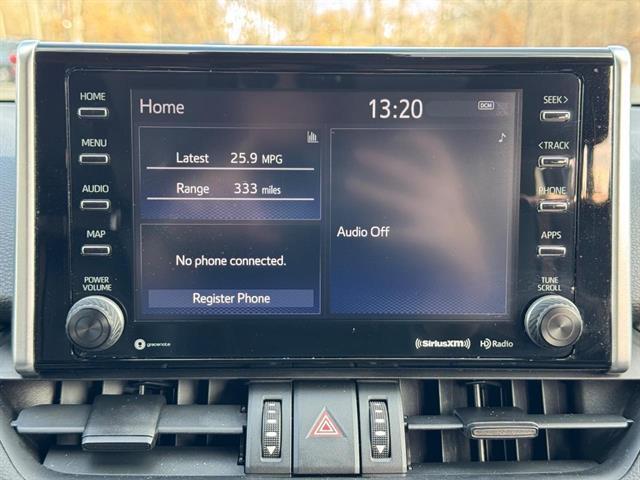 HOME
MENU
AUDIO
MAP
POWER
VOLUME
Home 13:20 DCM
Latest 25.9 MPG
Range 333 miles
No phone connected.
Register Phone
Audio Off
SEEK >
< TRACK
PHONE
APPS
TUNE
SCROLL
gracenote
((SiriusXM))
HD Radio